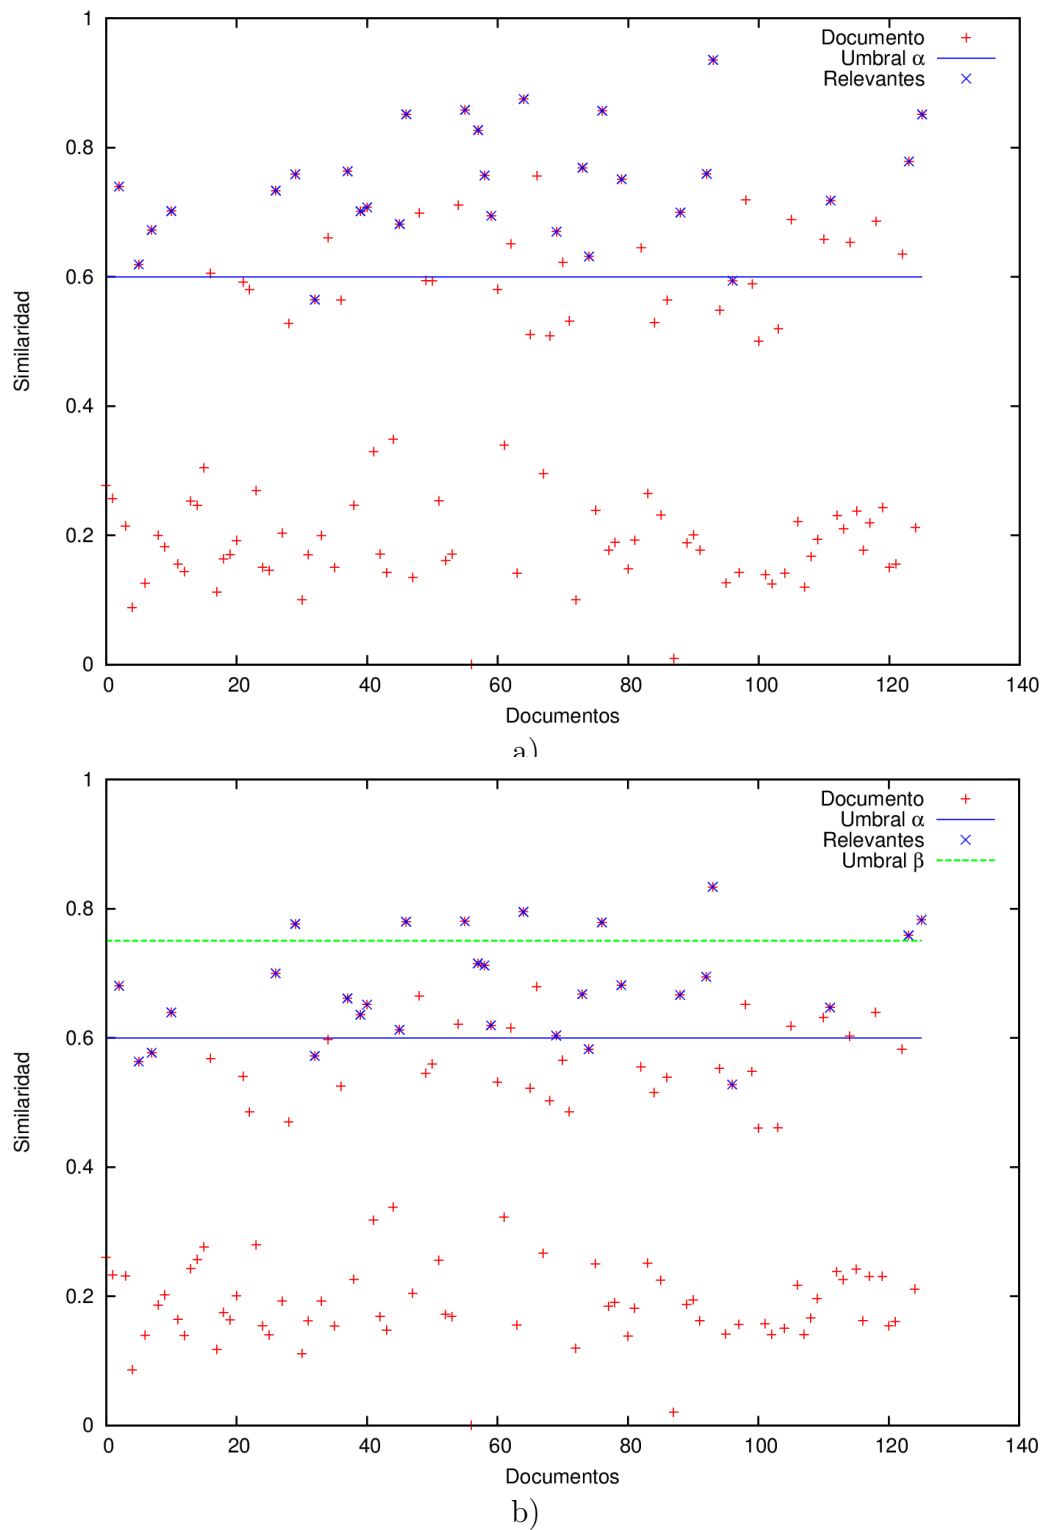 1
0.8
0.6
0.4
0.2
0
0 20 40 60 80 100 120 140
Similaridad
Documentos
Documento
Umbral α
Relevantes
a)
1
0.8
0.6
0.4
0.2
0
0 20 40 60 80 100 120 140
Similaridad
Documentos
Documento
Umbral α
Relevantes
Umbral β
b)